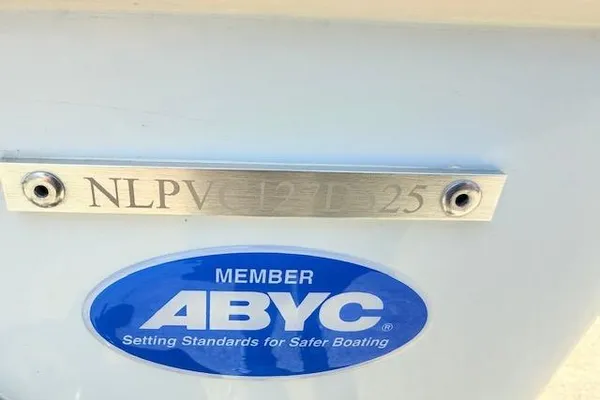 MEMBER
ABYC®
Setting Standards for Safer Boating